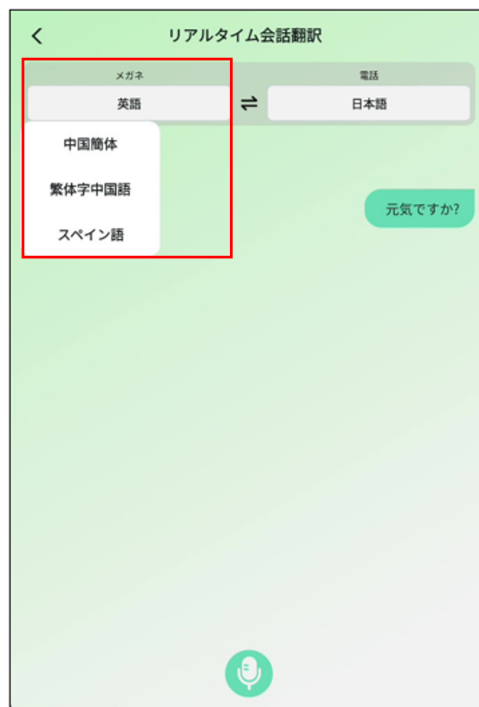 リアルタイム会話翻訳
メガネ
電話
英語
日本語
中国簡体
繁体字中国語
元気ですか?
スペイン語